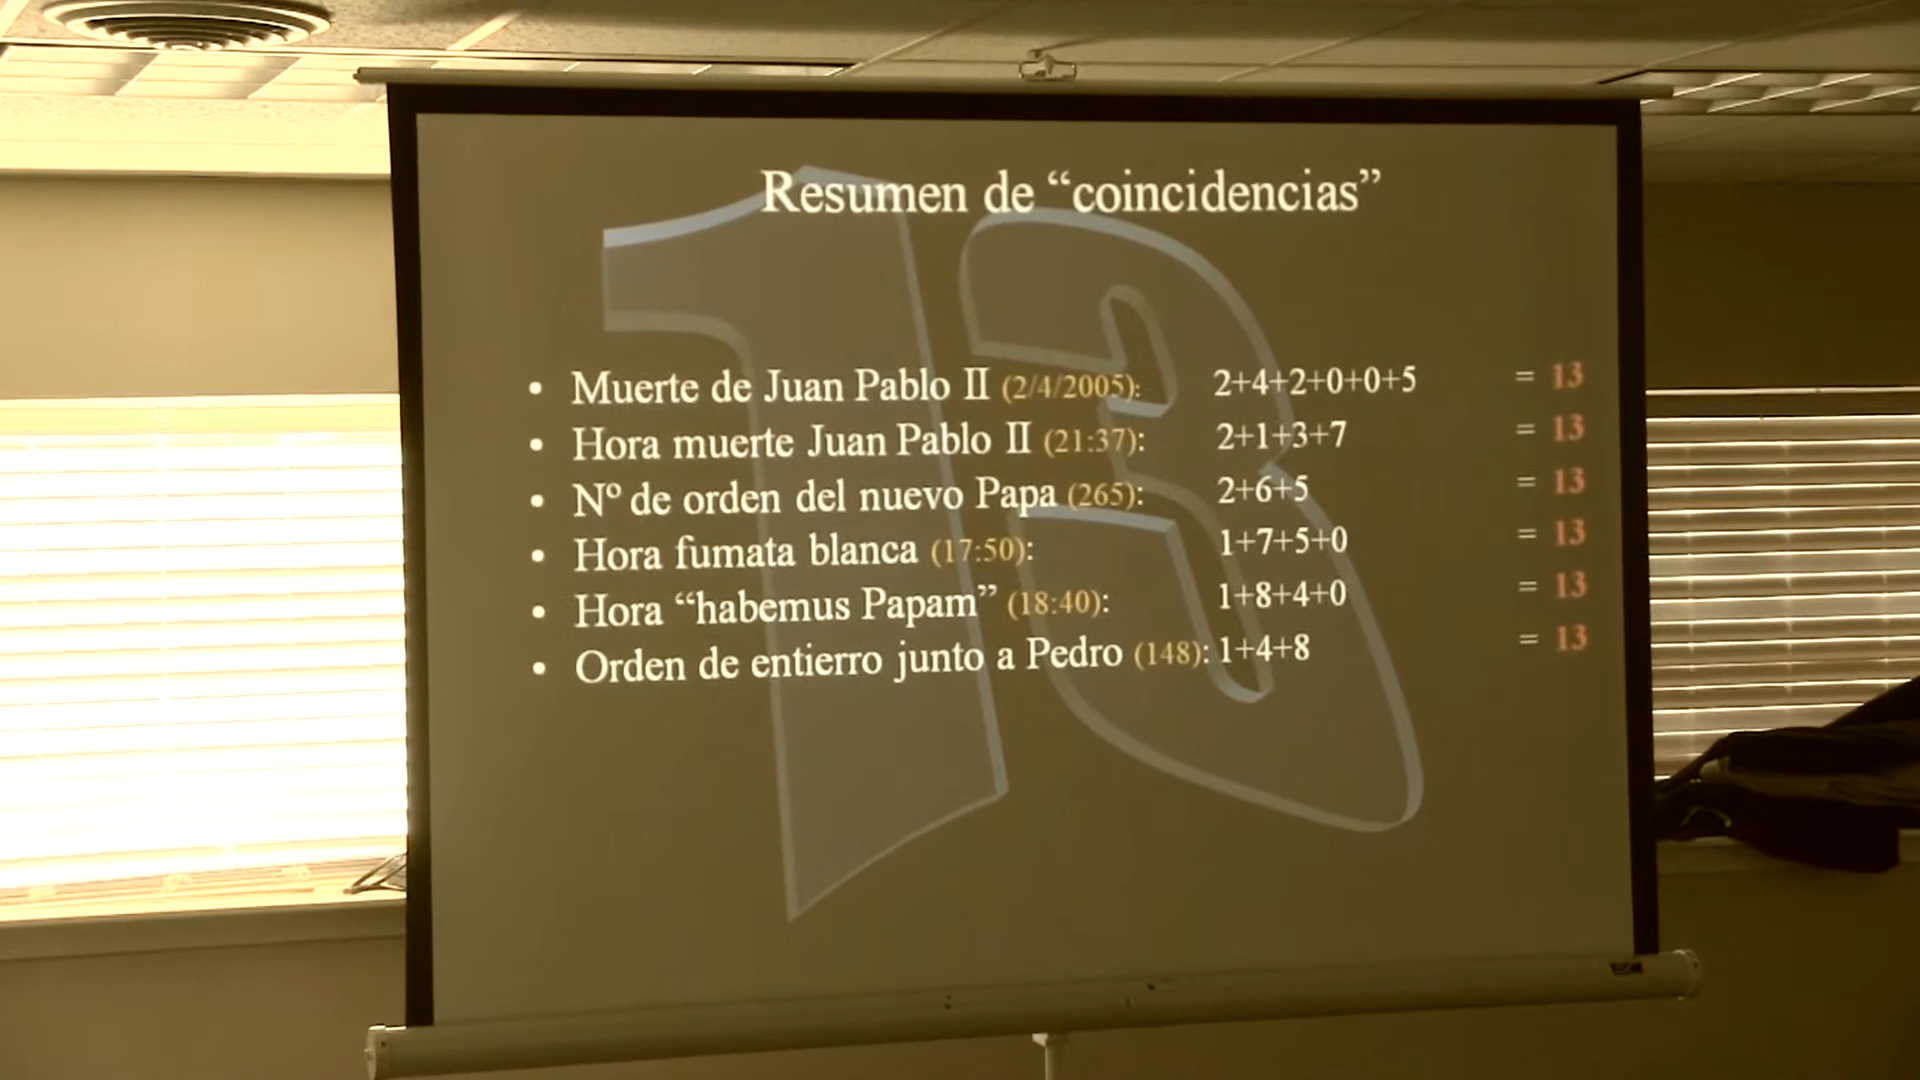 Resumen de “coincidencias”
• Muerte de Juan Pablo II (2/4/2005): 2+4+2+0+0+5 = 13
• Hora muerte Juan Pablo II (21:37): 2+1+3+7 = 13
• Nº de orden del nuevo Papa (265): 2+6+5 = 13
• Hora fumata blanca (17:50): 1+7+5+0 = 13
• Hora “habemus Papam” (18:40): 1+8+4+0 = 13
• Orden de entierro junto a Pedro (148): 1+4+8 = 13
13